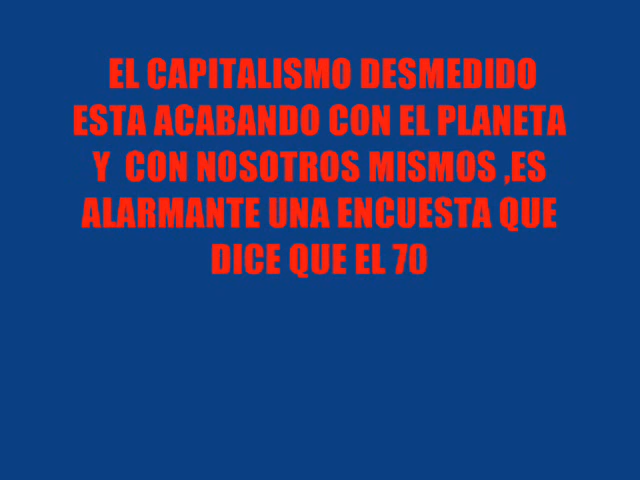 EL CAPITALISMO DESMEDIDO
ESTA ACABANDO CON EL PLANETA
Y CON NOSOTROS MISMOS ,ES
ALARMANTE UNA ENCUESTA QUE
DICE QUE EL 70